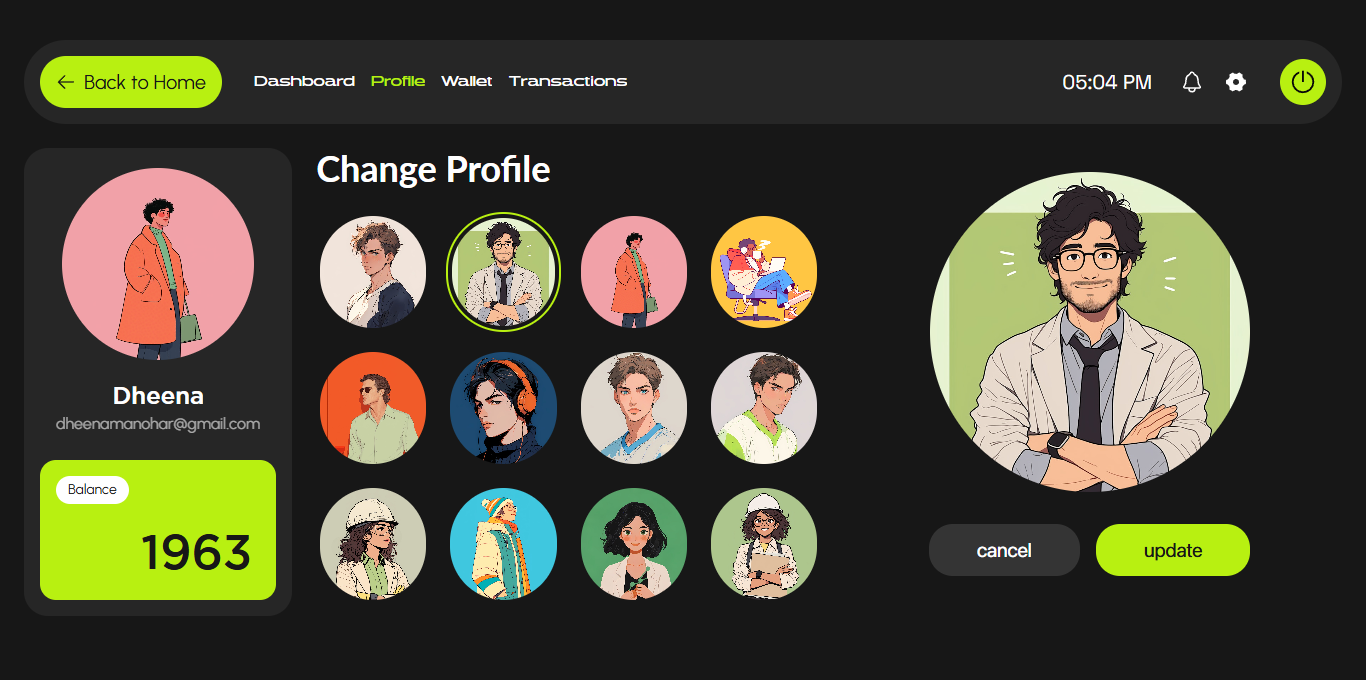 Back to Home
Dashboard Profile Wallet Transactions
05:04 PM
Dheena
dheenamanohar@gmail.com
Balance
1963
Change Profile
cancel
update